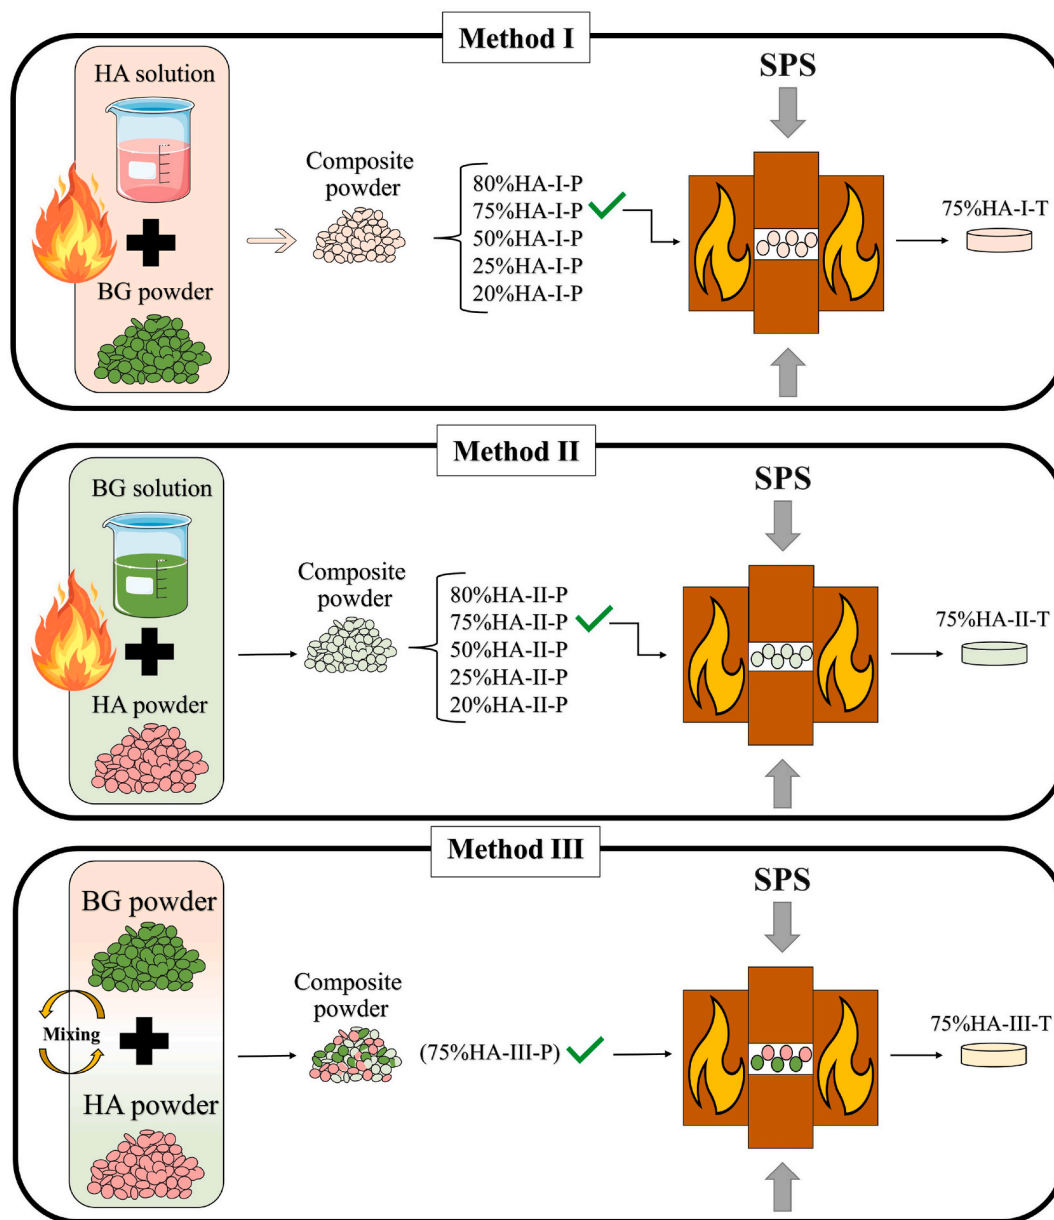 Method I
HA solution
BG powder
Composite
powder
80%HA-I-P
75%HA-I-P
50%HA-I-P
25%HA-I-P
20%HA-I-P
SPS
75%HA-I-T
Method II
BG solution
HA powder
Composite
powder
80%HA-II-P
75%HA-II-P
50%HA-II-P
25%HA-II-P
20%HA-II-P
SPS
75%HA-II-T
Method III
BG powder
Mixing
HA powder
Composite
powder
(75%HA-III-P)
SPS
75%HA-III-T